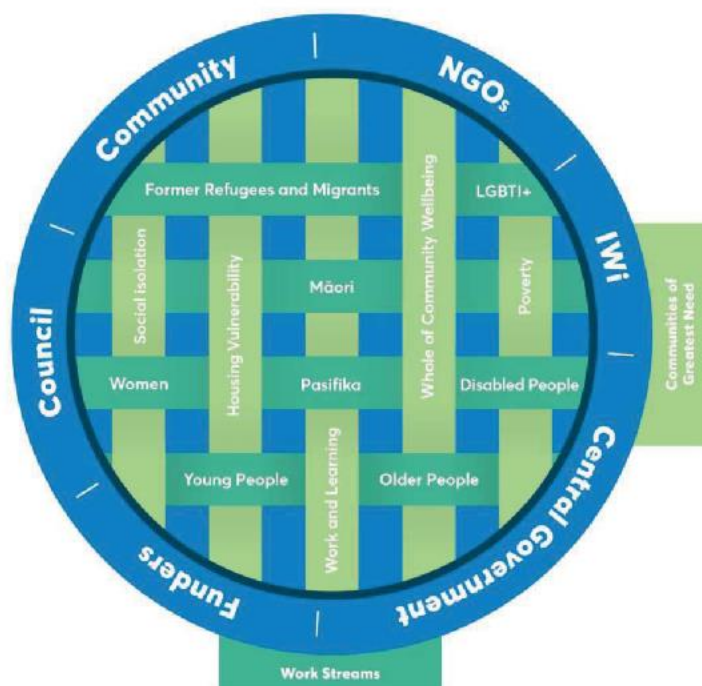 Community
NGOs
IWi
Central Government
Funders
Council
Former Refugees and Migrants
LGBTI+
Social isolation
Housing Vulnerability
Māori
Whole of Community Wellbeing
Poverty
Women
Pasifika
Disabled People
Young People
Work and Learning
Older People
Communities of
Greatest Need
Work Streams